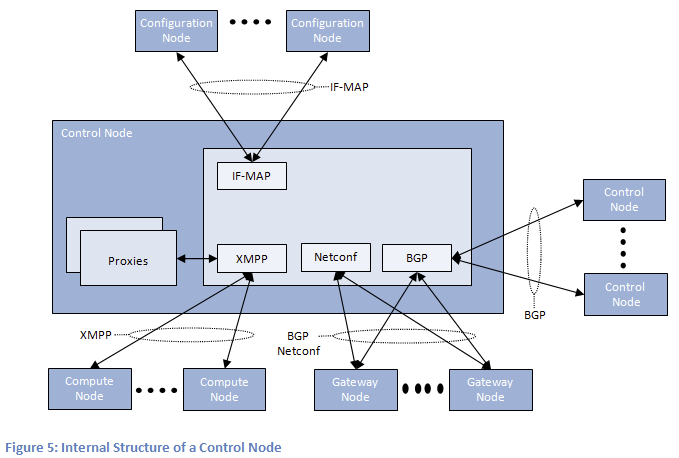 Configuration
Node
Configuration
Node
IF-MAP
Control Node
IF-MAP
Control
Node
Proxies
XMPP
Netconf
BGP
Control
Node
BGP
XMPP
BGP
Netconf
Compute
Node
Compute
Node
Gateway
Node
Gateway
Node
Figure 5: Internal Structure of a Control Node